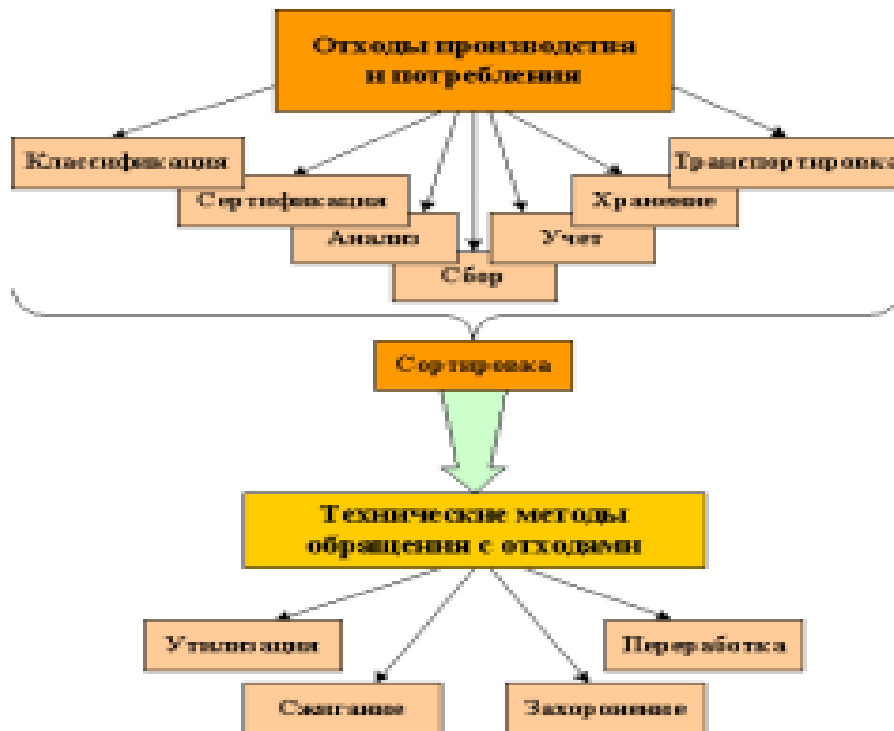 Отходы производства
и потребления
Классификация
Транспортировка
Сертификация
Хранение
Анализ
Учет
Сбор
Сортировка
Технические методы
обращения с отходами
Утилизация
Переработка
Сжигание
Захоронение